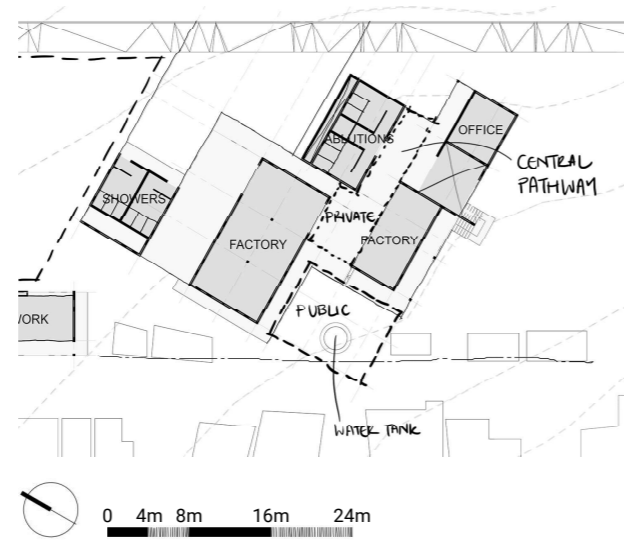 OFFICE
ABLUTIONS
CENTRAL
PATHWAY
SHOWERS
PRIVATE
FACTORY
FACTORY
PUBLIC
WORK
WATER TANK
0 4m 8m 16m 24m